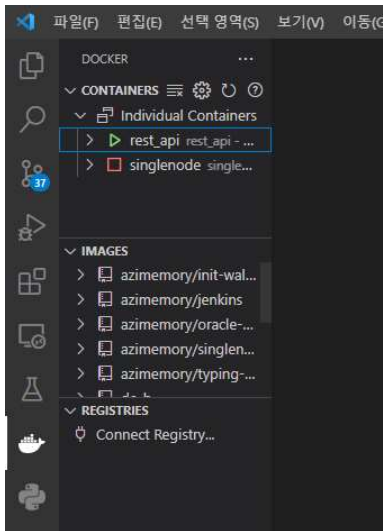 파일(F) 편집(E) 선택 영역(S) 보기(V) 이동(G
DOCKER ...
CONTAINERS
Individual Containers
rest_api rest_api - ...
singlenode single...
37
IMAGES
azimemory/init-wal...
azimemory/jenkins
azimemory/oracle-...
azimemory/singlen...
azimemory/typing-...
REGISTRIES
Connect Registry...